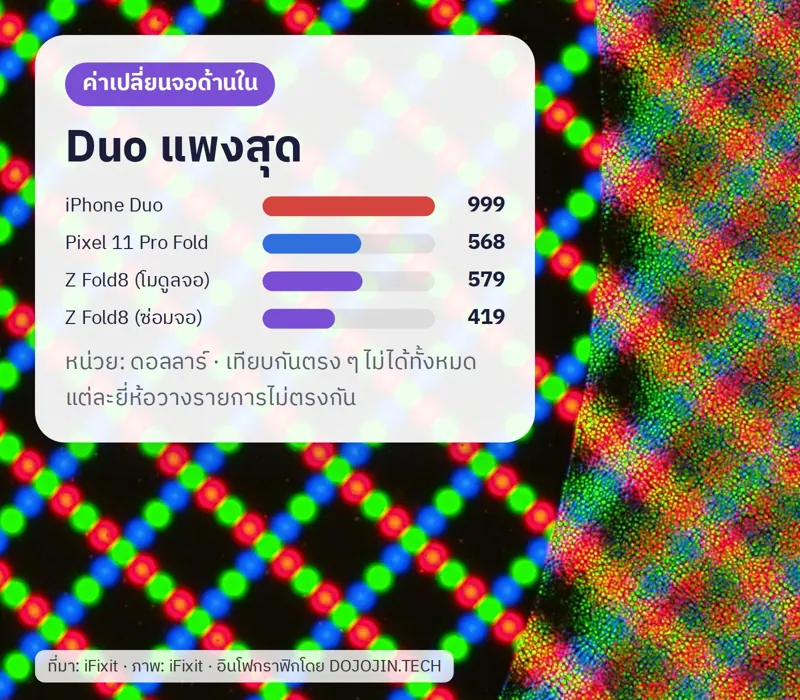 ค่าเปลี่ยนจอด้านใน
Duo แพงสุด
iPhone Duo 999
Pixel 11 Pro Fold 568
Z Fold8 (โมดูลจอ) 579
Z Fold8 (ซ่อมจอ) 419
หน่วย: ดอลลาร์ · เทียบกันตรง ๆ ไม่ได้ทั้งหมด
แต่ละยี่ห้อวางรายการไม่ตรงกัน
ที่มา: iFixit · ภาพ: iFixit · อินโฟกราฟิกโดย DOJOJIN.TECH